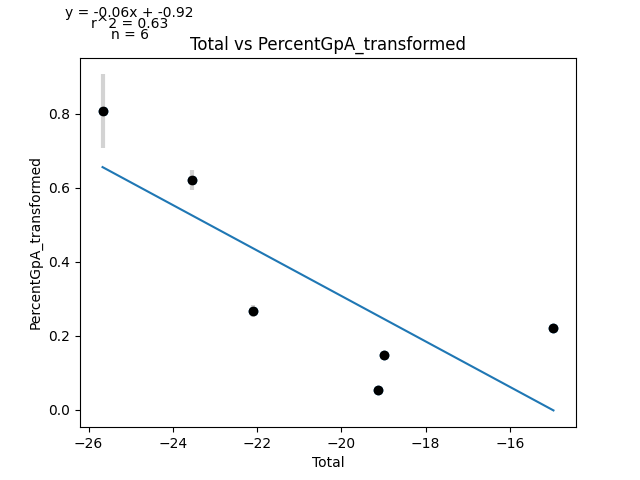 y = -0.06x + -0.92
r^2 = 0.63
n = 6
Total vs PercentGpA_transformed
PercentGpA_transformed
0.8
0.6
0.4
0.2
0.0
−26
−24
−22
−20
−18
−16
Total